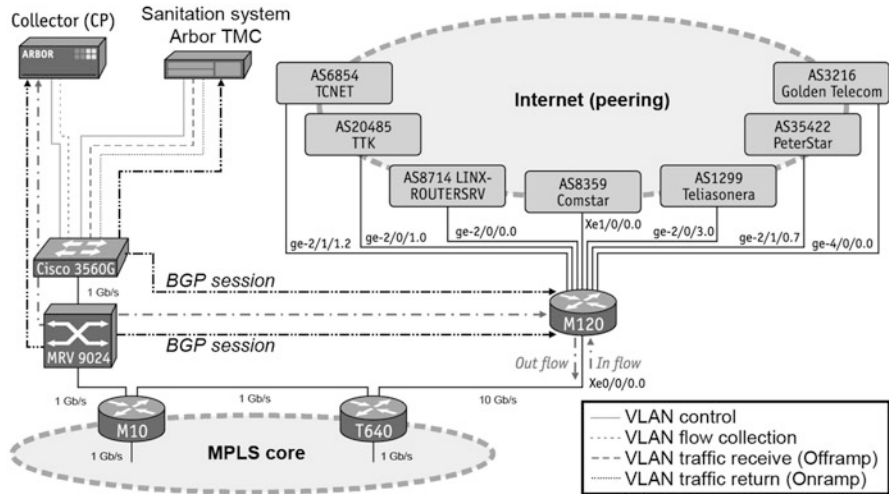 Collector (CP)
ARBOR
Sanitation system
Arbor TMC
AS6854
TCNET
AS20485
TTK
AS8714 LINX-
ROUTERSRV
Internet (peering)
AS8359
Comstar
AS1299
Teliasonera
AS3216
Golden Telecom
AS35422
PeterStar
ge-2/1/1.2
ge-2/0/1.0
ge-2/0/0.0
Xe1/0/0.0
ge-2/0/3.0
ge-2/1/0.7
ge-4/0/0.0
Cisco 3560G
1 Gb/s
BGP session
M120
MRV 9024
BGP session
Out flow
In flow
Xe0/0/0.0
1 Gb/s
1 Gb/s
10 Gb/s
M10
T640
1 Gb/s
MPLS core
1 Gb/s
VLAN control
VLAN flow collection
VLAN traffic receive (Offramp)
VLAN traffic return (Onramp)